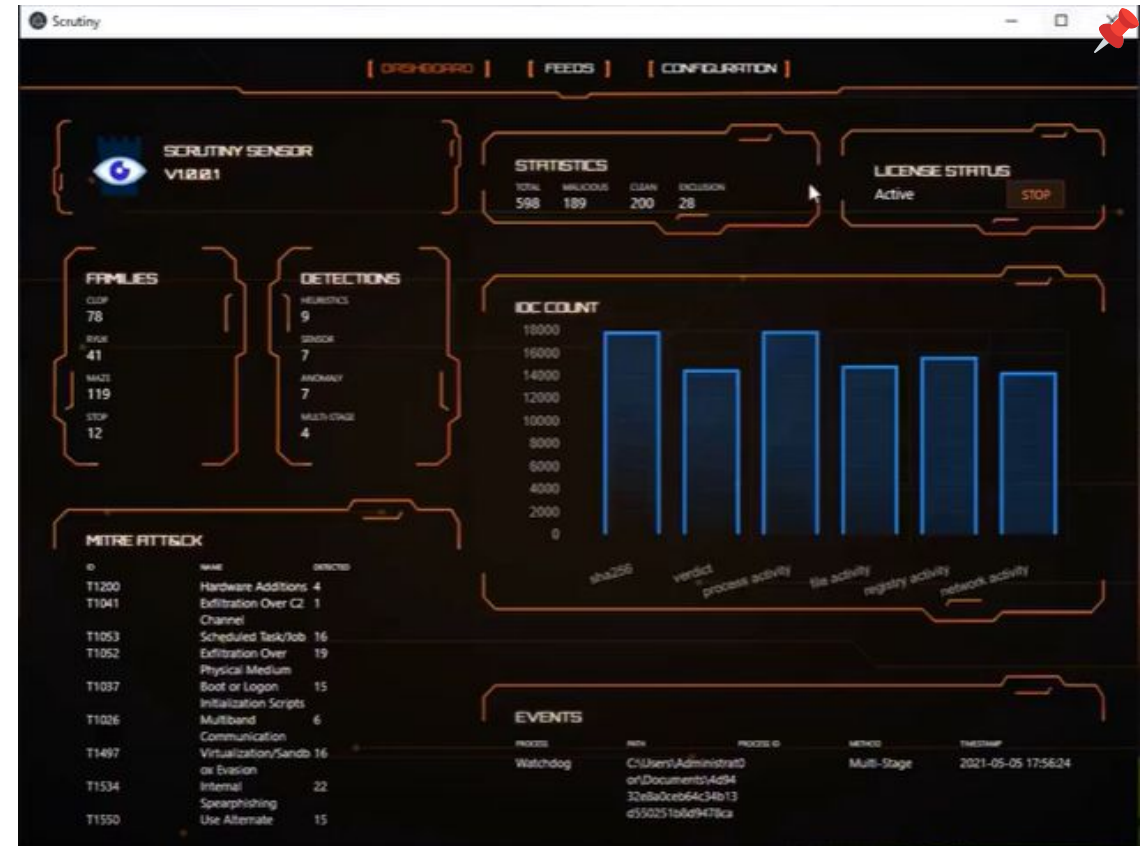 Scrutiny
[ DASHBOARD ] [ FEEDS ] [ CONFIGURATION ]
SCRUTINY SENSOR
V1.0.0.1
STATISTICS
TOTAL MALICIOUS CLEAN EXCLUSION
598 189 200 28
LICENSE STATUS
Active STOP
FAMILIES
CLOP
78
RYUK
41
MAZE
119
STOP
12
DETECTIONS
HEURISTICS
9
SENSOR
7
ANOMALY
7
MULTI-STAGE
4
IOC COUNT
18000
16000
14000
12000
10000
8000
6000
4000
2000
0
sha256 verdict process activity file activity registry activity network activity
MITRE ATT&CK
ID NAME DETECTED
T1200 Hardware Additions 4
T1041 Exfiltration Over C2 1
Channel
T1053 Scheduled Task/Job 16
T1052 Exfiltration Over 19
Physical Medium
T1037 Boot or Logon 15
Initialization Scripts
T1026 Multiband 6
Communication
T1497 Virtualization/Sandb 16
ox Evasion
T1534 Internal 22
Spearphishing
T1550 Use Alternate 15
EVENTS
PROCESS PATH PROCESS ID METHOD TIMESTAMP
Watchdog C:\Users\Administrat 0 Multi-Stage 2021-05-05 17:56:24
or\Documents\4d94
32e8a0ceb64c34b13
d550251b8d9478ca